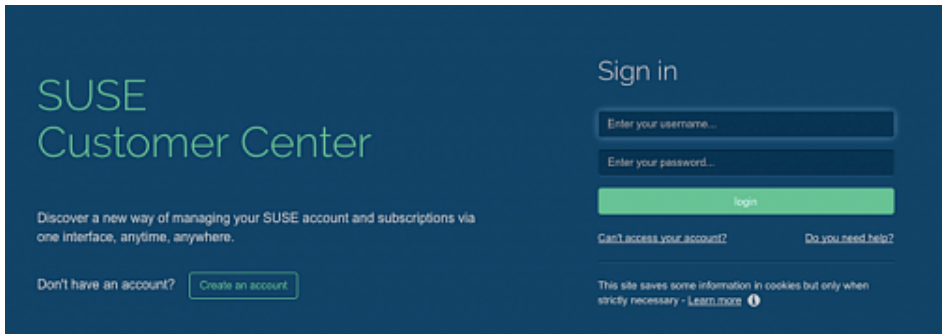 SUSE
Customer Center
Discover a new way of managing your SUSE account and subscriptions via
one interface, anytime, anywhere.
Don't have an account? Create an account
Sign in
Enter your username...
Enter your password...
login
Can't access your account? Do you need help?
This site saves some information in cookies but only when
strictly necessary - Learn more i